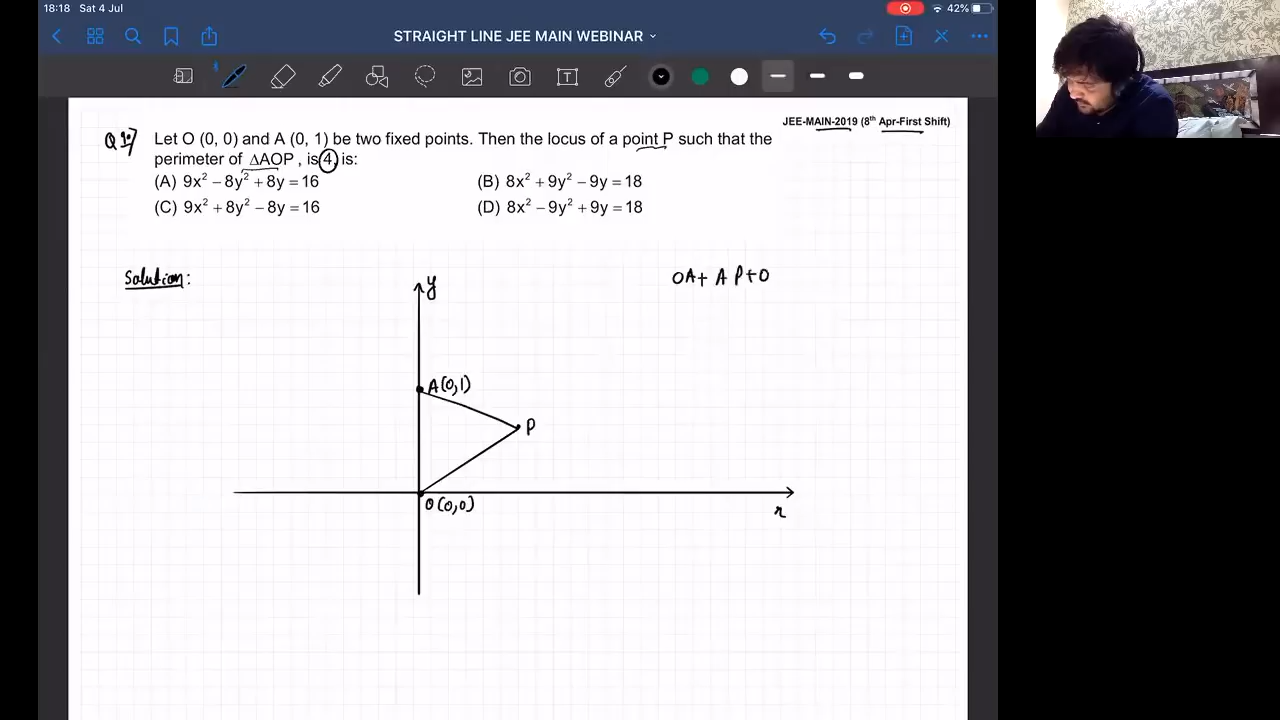 18:18 Sat 4 Jul
42%
STRAIGHT LINE JEE MAIN WEBINAR
JEE-MAIN-2019 (8th Apr-First Shift)
Let O (0, 0) and A (0, 1) be two fixed points. Then the locus of a point P such that the
perimeter of ΔAOP, is 4, is:
(A) 9x² − 8y² + 8y = 16
(B) 8x² + 9y² − 9y = 18
(C) 9x² + 8y² − 8y = 16
(D) 8x² − 9y² + 9y = 18
Solution:
y
OA+ AP+O
A(0,1)
P
O(0,0)
x